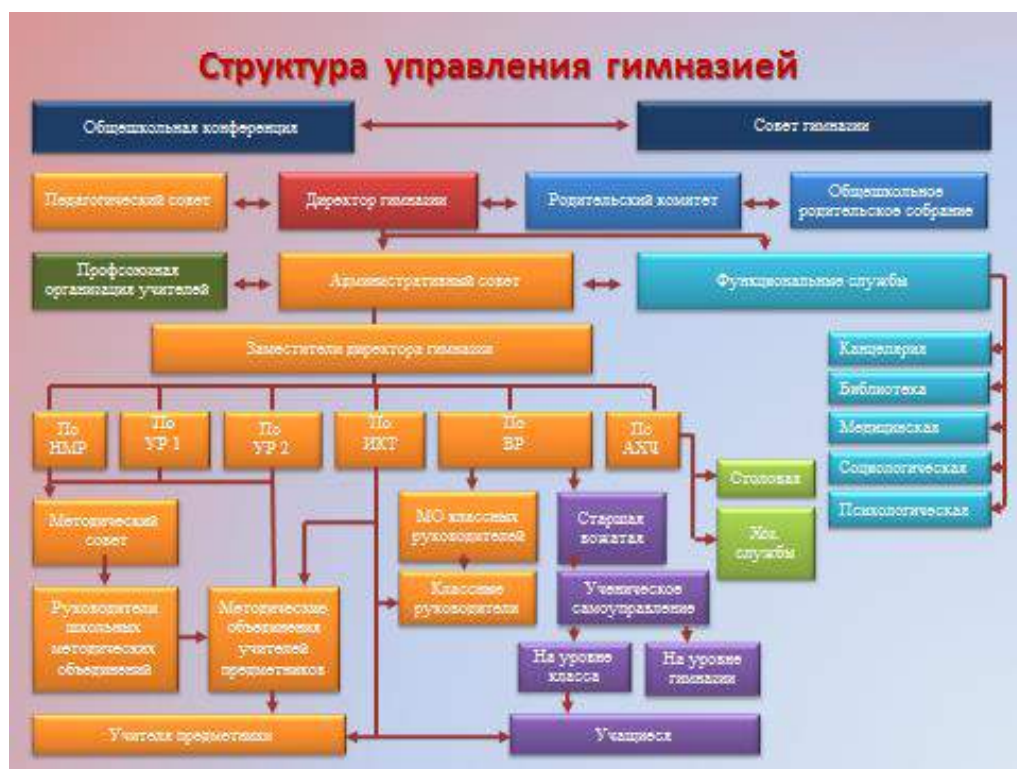 Структура управления гимназией
Общешкольная конференция
Совет гимназии
Педагогический совет
Директор гимназии
Родительский комитет
Общешкольное
родительское собрание
Профсоюзная
организация учителей
Административный совет
Функциональные службы
Заместители директора гимназии
Канцелярия
Библиотека
Медицинская
Социологическая
Психологическая
По
НМР
По
УР 1
По
УР 2
По
ИКТ
По
ВР
По
АХЧ
Столовая
Хоз.
службы
Методический
совет
МО классных
руководителей
Старшая
вожатая
Классные
руководители
Ученическое
самоуправление
Руководители
школьных
методических
объединений
Методические
объединения
учителей
предметников
На уровне
класса
На уровне
гимназии
Учителя предметники
Учащиеся